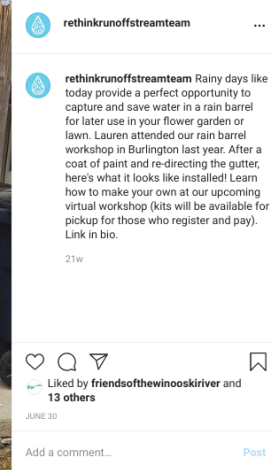 rethinkrunoffstreamteam
...
rethinkrunoffstreamteam Rainy days like
today provide a perfect opportunity to
capture and save water in a rain barrel
for later use in your flower garden or
lawn. Lauren attended our rain barrel
workshop in Burlington last year. After a
coat of paint and re-directing the gutter,
here's what it looks like installed! Learn
how to make your own at our upcoming
virtual workshop (kits will be available for
pickup for those who register and pay).
Link in bio.
21w
Liked by friendsofthewinooskiriver and
13 others
JUNE 30
Add a comment... Post